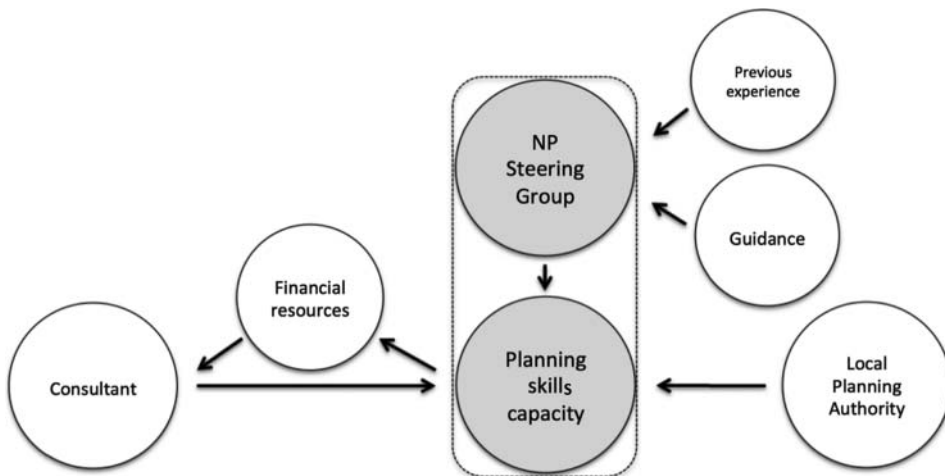 Previous
experience
NP
Steering
Group
Guidance
Financial
resources
Consultant
Planning
skills
capacity
Local
Planning
Authority